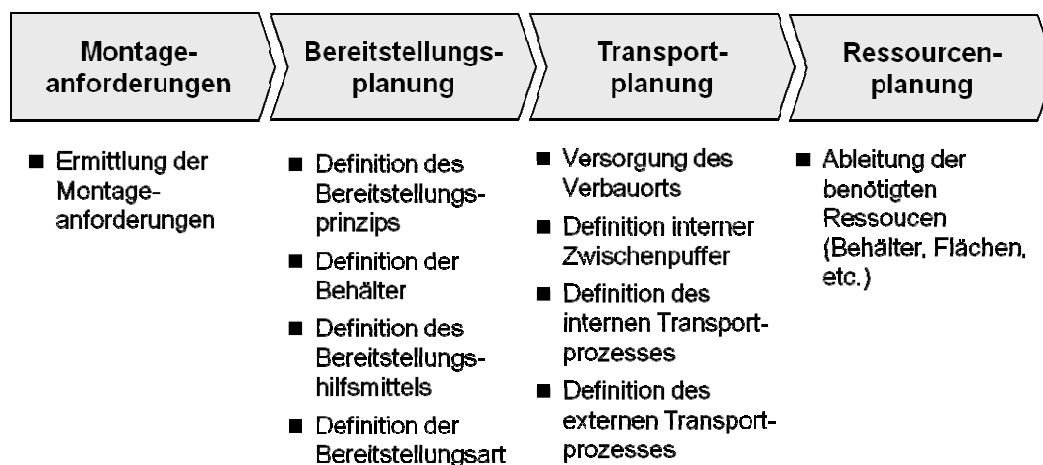 Montage-
anforderungen
Bereitstellungs-
planung
Transport-
planung
Ressourcen-
planung
■ Ermittlung der
Montage-
anforderungen
■ Definition des
Bereitstellungs-
prinzips
■ Definition der
Behälter
■ Definition des
Bereitstellungs-
hilfsmittels
■ Definition der
Bereitstellungsart
■ Versorgung des
Verbauorts
■ Definition interner
Zwischenpuffer
■ Definition des
internen Transport-
prozesses
■ Definition des
externen Transport-
prozesses
■ Ableitung der
benötigten
Ressoucen
(Behälter, Flächen,
etc.)